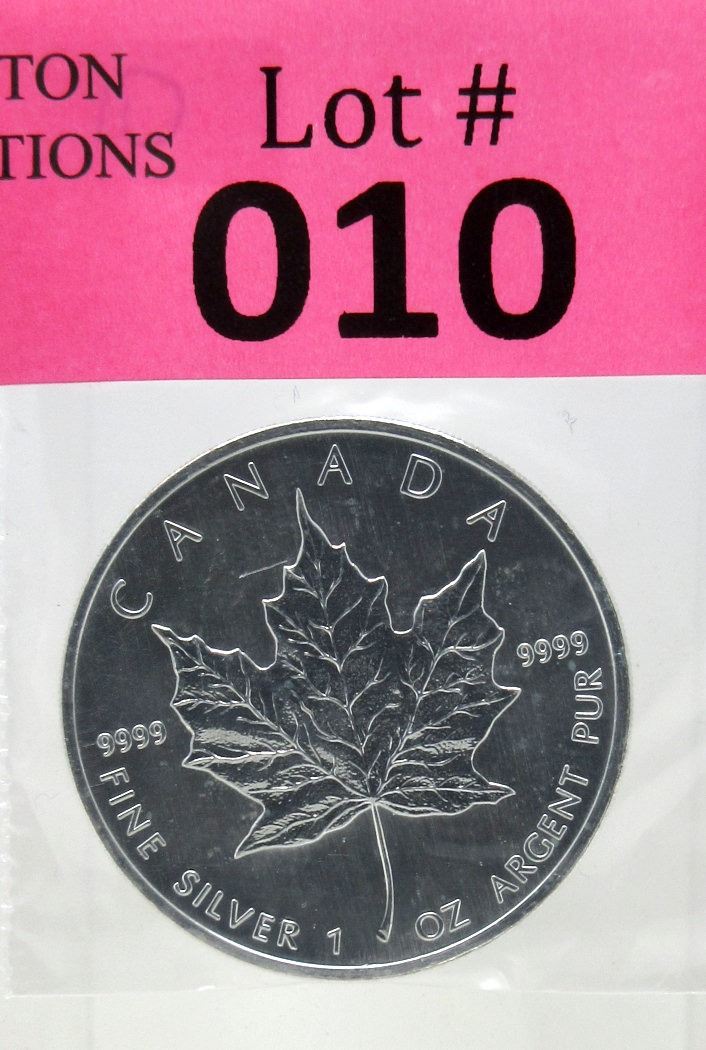 TON
TIONS
Lot #
010
CANADA
9999
9999
FINE SILVER 1 OZ ARGENT PUR